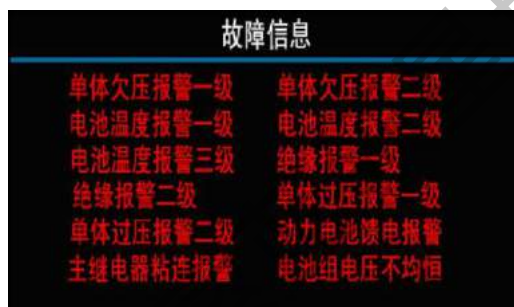 故障信息
单体欠压报警一级 单体欠压报警二级
电池温度报警一级 电池温度报警二级
电池温度报警三级 绝缘报警一级
绝缘报警二级 单体过压报警一级
单体过压报警二级 动力电池馈电报警
主继电器粘连报警 电池组电压不均恒